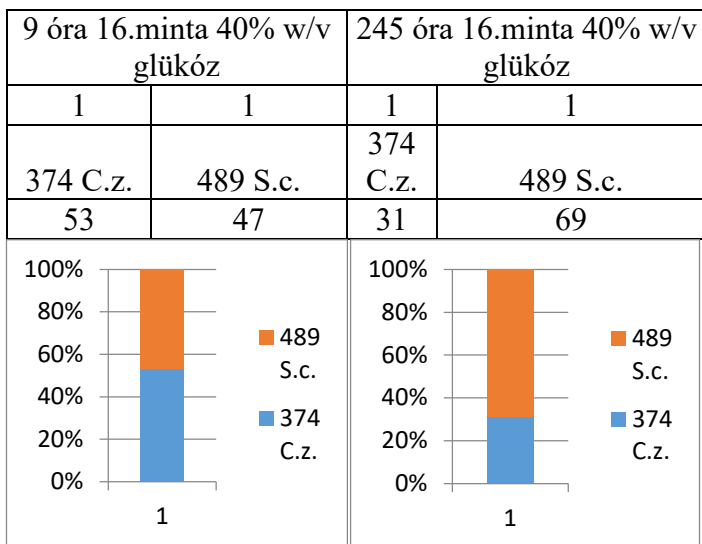 9 óra 16.minta 40% w/v
glükóz
245 óra 16.minta 40% w/v
glükóz
1 1 1 1
374 C.z. 489 S.c. 374
C.z. 489 S.c.
53 47 31 69
100%
80%
60%
40%
20%
0%
1
489
S.c.
374
C.z.
100%
80%
60%
40%
20%
0%
1
489
S.c.
374
C.z.